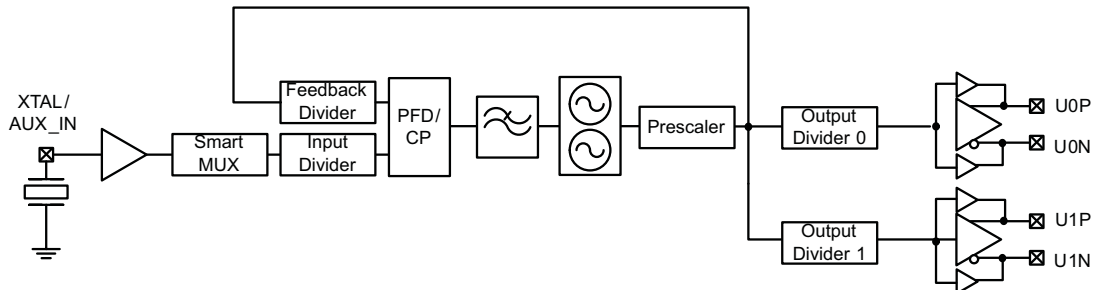 XTAL/
AUX_IN
Smart
MUX
Feedback
Divider
Input
Divider
PFD/
CP
Prescaler
Output
Divider 0
U0P
U0N
Output
Divider 1
U1P
U1N